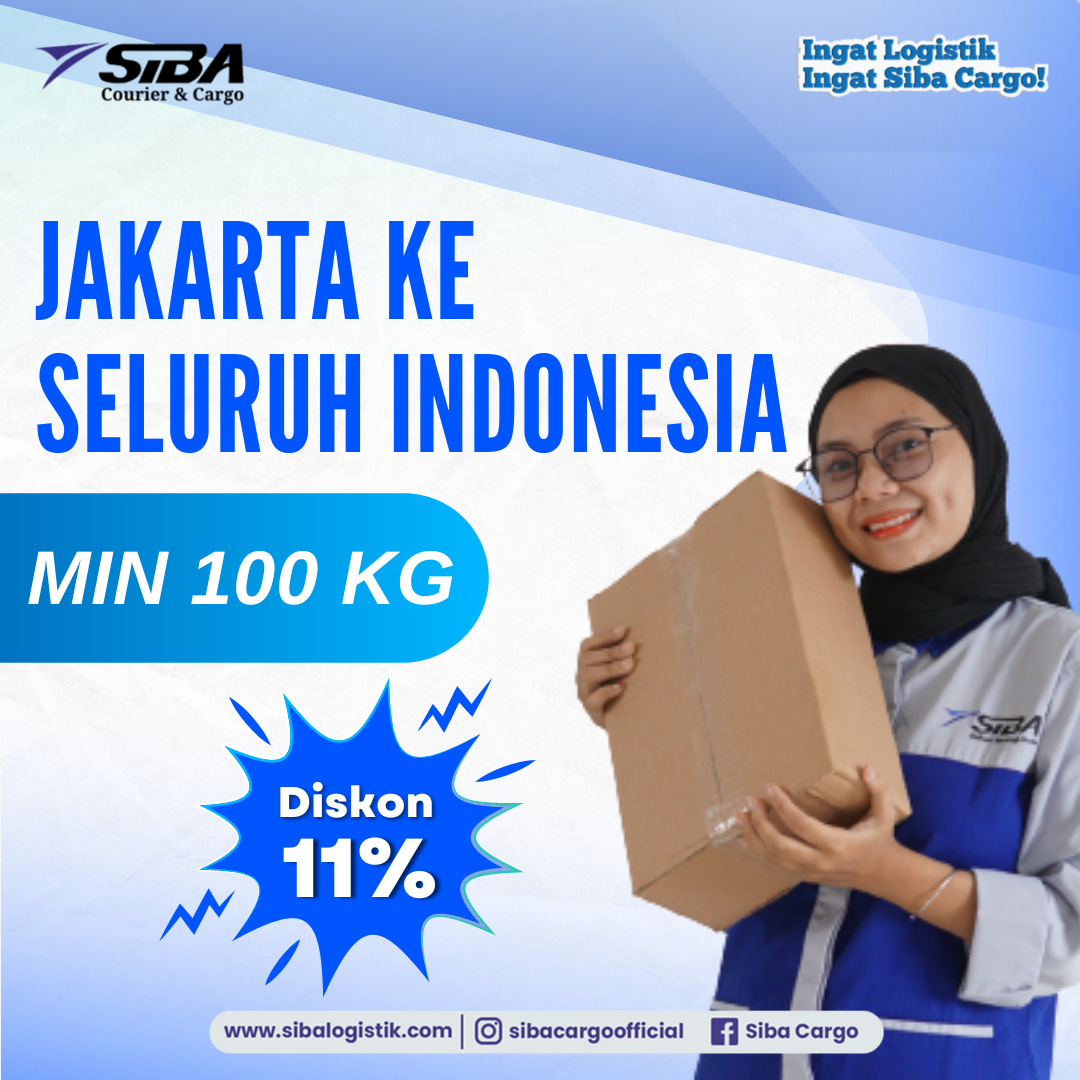 SIBA
Courier & Cargo
Ingat Logistik
Ingat Siba Cargo!
JAKARTA KE
SELURUH INDONESIA
MIN 100 KG
Diskon
11%
SIBA
www.sibalogistik.com
sibacargoofficial
Siba Cargo